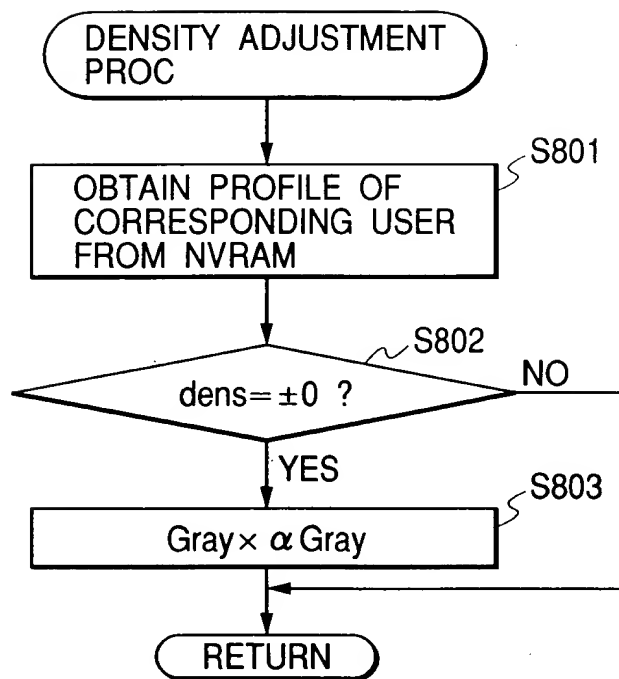 DENSITY ADJUSTMENT
PROC
S801
OBTAIN PROFILE OF
CORRESPONDING USER
FROM NVRAM
S802
dens=±0 ?
NO
YES
S803
Gray× α Gray
RETURN